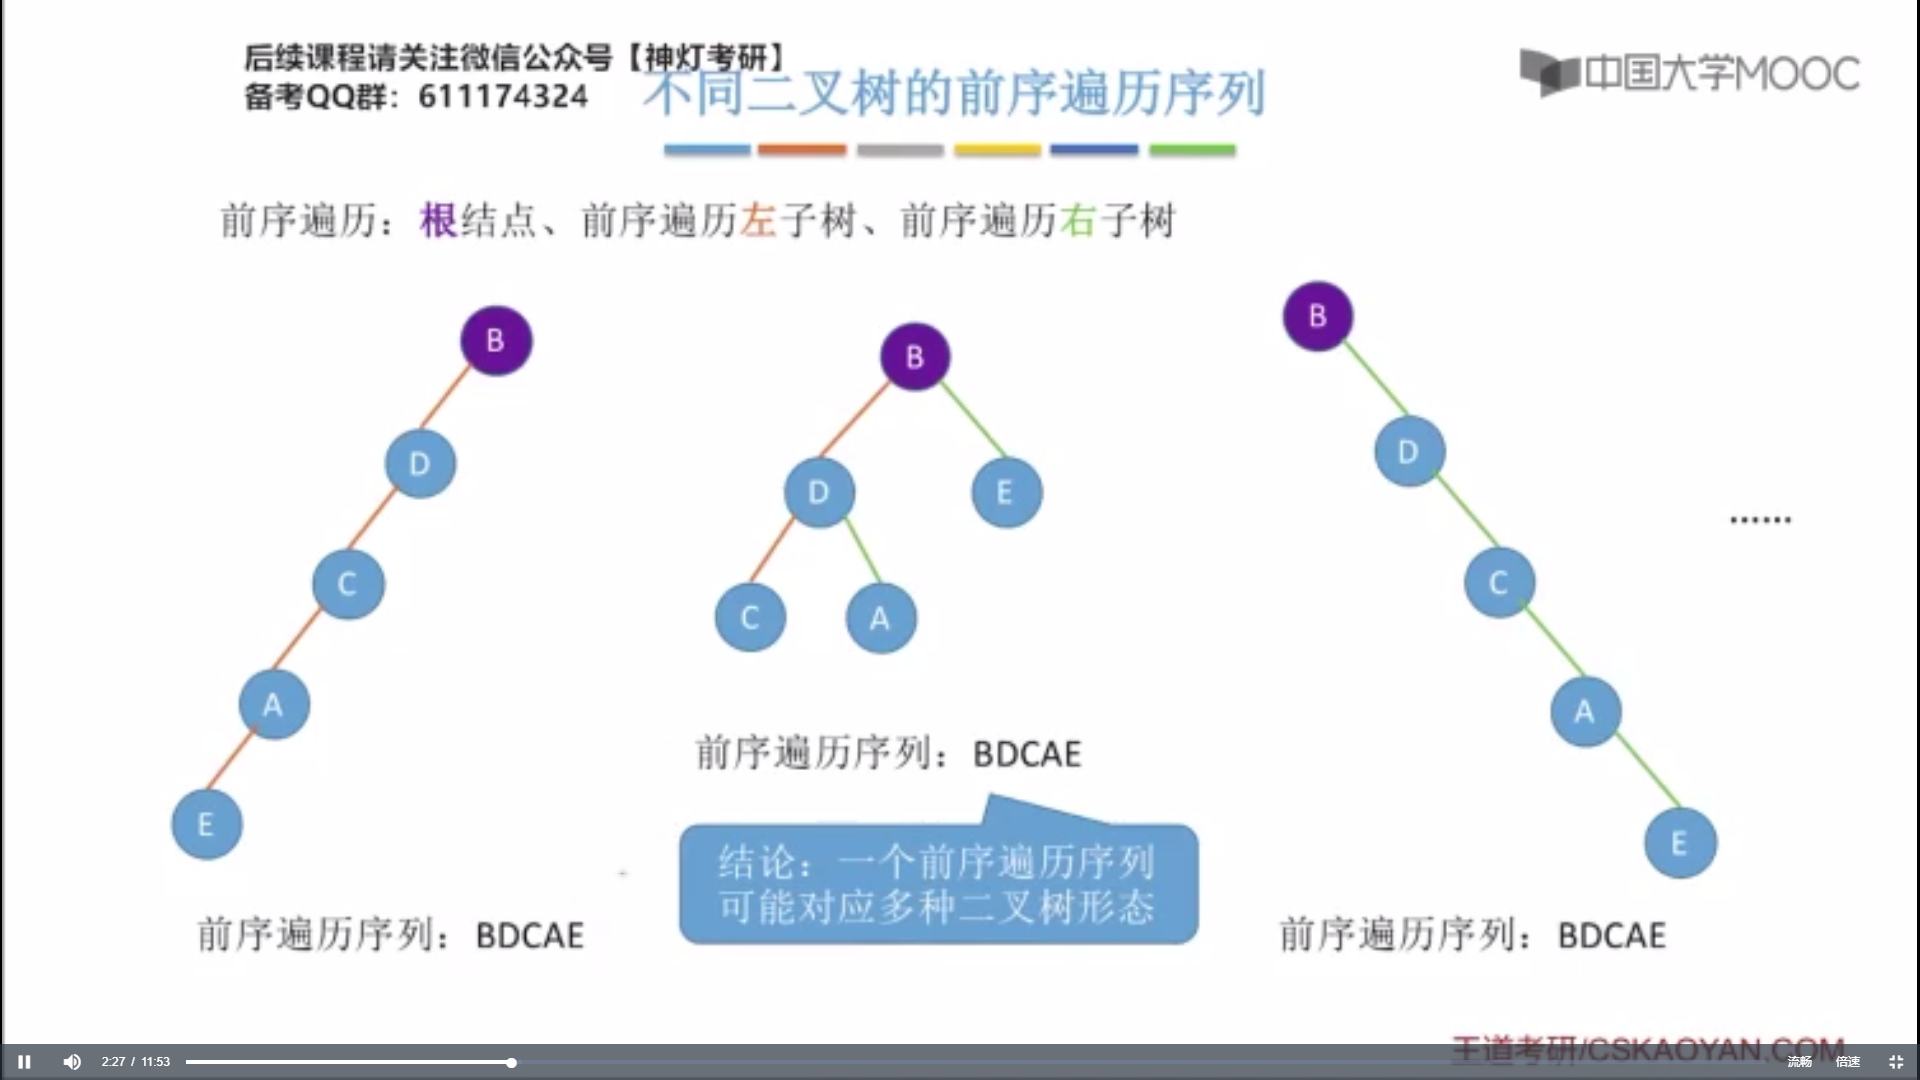 后续课程请关注微信公众号【神灯考研】
备考QQ群：611174324
不同二叉树的前序遍历序列
中国大学MOOC
前序遍历：根结点、前序遍历左子树、前序遍历右子树
B
D
C
A
E
前序遍历序列：BDCAE
B
D
E
C
A
前序遍历序列：BDCAE
结论：一个前序遍历序列
可能对应多种二叉树形态
B
D
C
A
E
前序遍历序列：BDCAE
......
王道考研/CSKAOYAN.COM
2:27 / 11:53
流畅
倍速